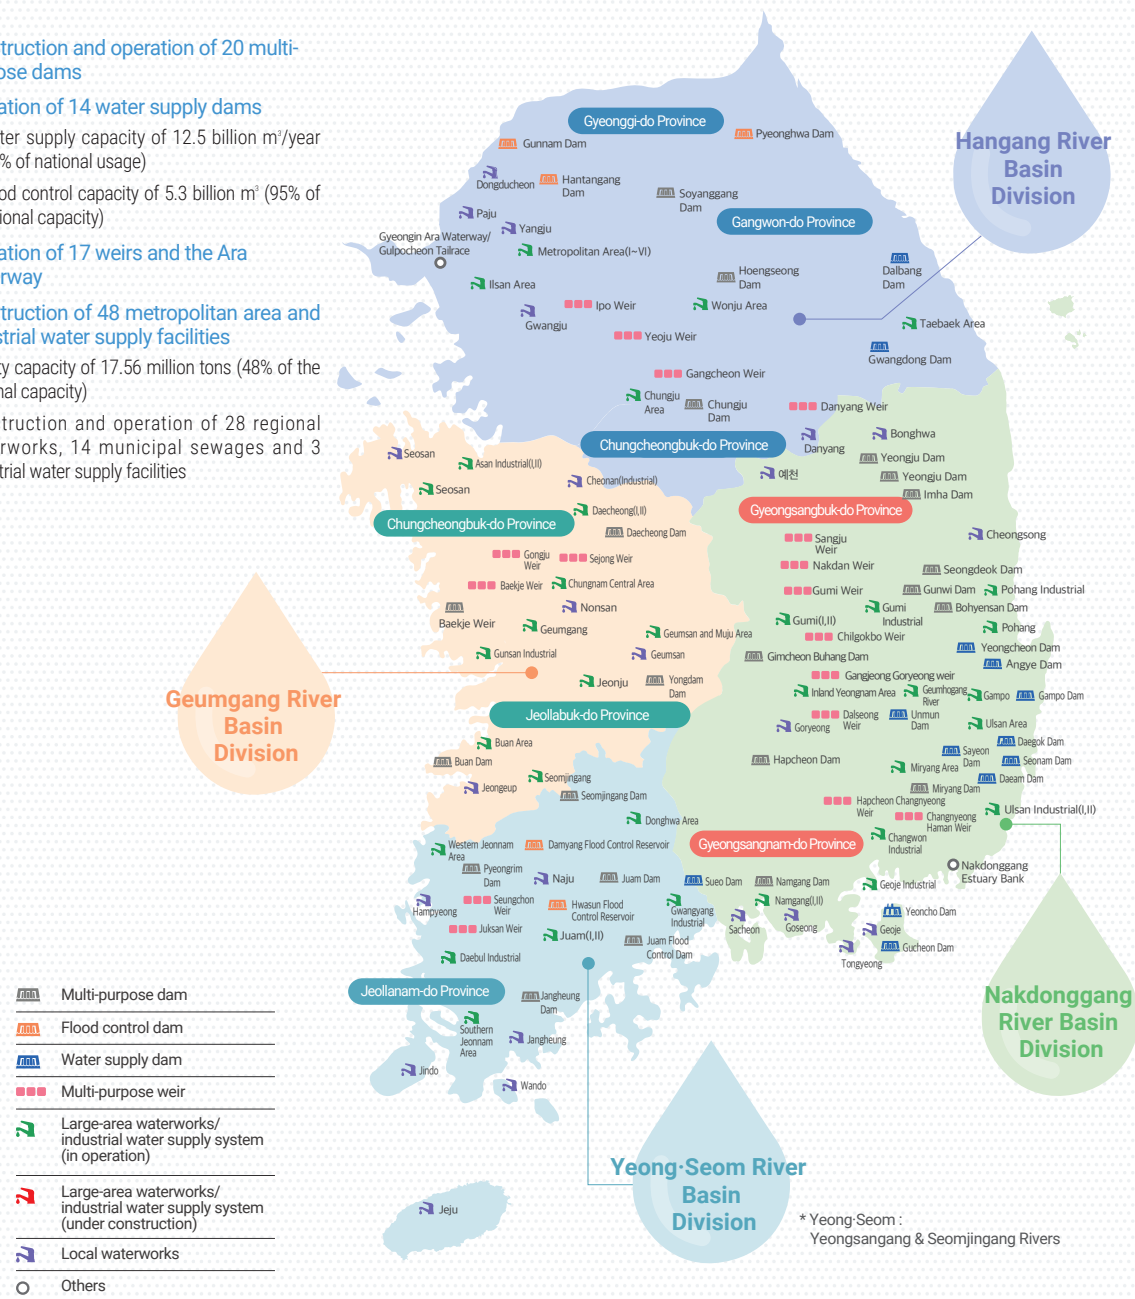 truction and operation of 20 multi-
ose dams
ation of 14 water supply dams
ter supply capacity of 12.5 billion m³/year
% of national usage)
od control capacity of 5.3 billion m³ (95% of
ional capacity)
ation of 17 weirs and the Ara
rway
struction of 48 metropolitan area and
strial water supply facilities
ty capacity of 17.56 million tons (48% of the
nal capacity)
struction and operation of 28 regional
rworks, 14 municipal sewages and 3
strial water supply facilities
Gyeonggi-do Province
Pyeonghwa Dam
Gunnam Dam
Dongducheon
Hantangang
Dam
Soyanggang
Dam
Paju
Yangju
Gangwon-do Province
Gyeongin Ara Waterway/
Gulpocheon Tailrace
Metropolitan Area(I~VI)
Hoengseong
Dam
Dalbang
Dam
Ilsan Area
Ipo Weir
Wonju Area
Gwangju
Taebaek Area
Yeoju Weir
Gwangdong Dam
Gangcheon Weir
Chungju
Area
Chungju
Dam
Danyang Weir
Chungcheongbuk-do Province
Danyang
Bonghwa
Yeongju Dam
예천
Yeongju Dam
Imha Dam
Hangang River
Basin
Division
Seosan
Asan Industrial(I,II)
Cheonan(Industrial)
Seosan
Daecheong(I,II)
Chungcheongbuk-do Province
Daecheong Dam
Gyeongsangbuk-do Province
Gongju
Weir
Sejong Weir
Sangju
Weir
Cheongsong
Baekje Weir
Chungnam Central Area
Nakdan Weir
Seongdeok Dam
Baekje Weir
Nonsan
Gumi Weir
Gunwi Dam
Pohang Industrial
Geumgang
Gumi(I,II)
Gumi
Industrial
Bohyensan Dam
Geumsan and Muju Area
Chilgokbo Weir
Pohang
Gunsan Industrial
Geumsan
Gimcheon Buhang Dam
Yeongcheon Dam
Angye Dam
Jeonju
Yongdam
Dam
Gangjeong Goryeong weir
Inland Yeongnam Area
Geumhogang
River
Gampo
Gampo Dam
Geumgang River
Basin
Division
Jeollabuk-do Province
Goryeong
Dalseong
Weir
Unmun
Dam
Ulsan Area
Buan Area
Daegok Dam
Buan Dam
Hapcheon Dam
Sayeon
Dam
Seonam Dam
Seomjingang
Miryang Area
Daeam Dam
Jeongeup
Seomjingang Dam
Miryang Dam
Hapcheon Changnyeong
Weir
Ulsan Industrial(I,II)
Donghwa Area
Changnyeong
Haman Weir
Western Jeonnam
Area
Damyang Flood Control Reservoir
Gyeongsangnam-do Province
Changwon
Industrial
Pyeongrim
Dam
Naju
Juam Dam
Sueo Dam
Namgang Dam
Nakdonggang
Estuary Bank
Geoje Industrial
Hampyeong
Seungchon
Weir
Hwasun Flood
Control Reservoir
Gwangyang
Industrial
Namgang(I,II)
Yeoncho Dam
Juksan Weir
Juam(I,II)
Juam Flood
Control Dam
Sacheon
Goseong
Geoje
Daebul Industrial
Tongyeong
Gucheon Dam
Jeollanam-do Province
Jangheung
Dam
Southern
Jeonnam
Area
Jangheung
Jindo
Wando
Jeju
Nakdonggang
River Basin
Division
Yeong·Seom River
Basin
Division
* Yeong·Seom :
Yeongsangang & Seomjingang Rivers
Multi-purpose dam
Flood control dam
Water supply dam
Multi-purpose weir
Large-area waterworks/
industrial water supply system
(in operation)
Large-area waterworks/
industrial water supply system
(under construction)
Local waterworks
Others